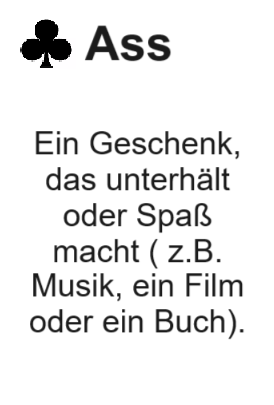 ♣ Ass
Ein Geschenk,
das unterhält
oder Spaß
macht ( z.B.
Musik, ein Film
oder ein Buch).